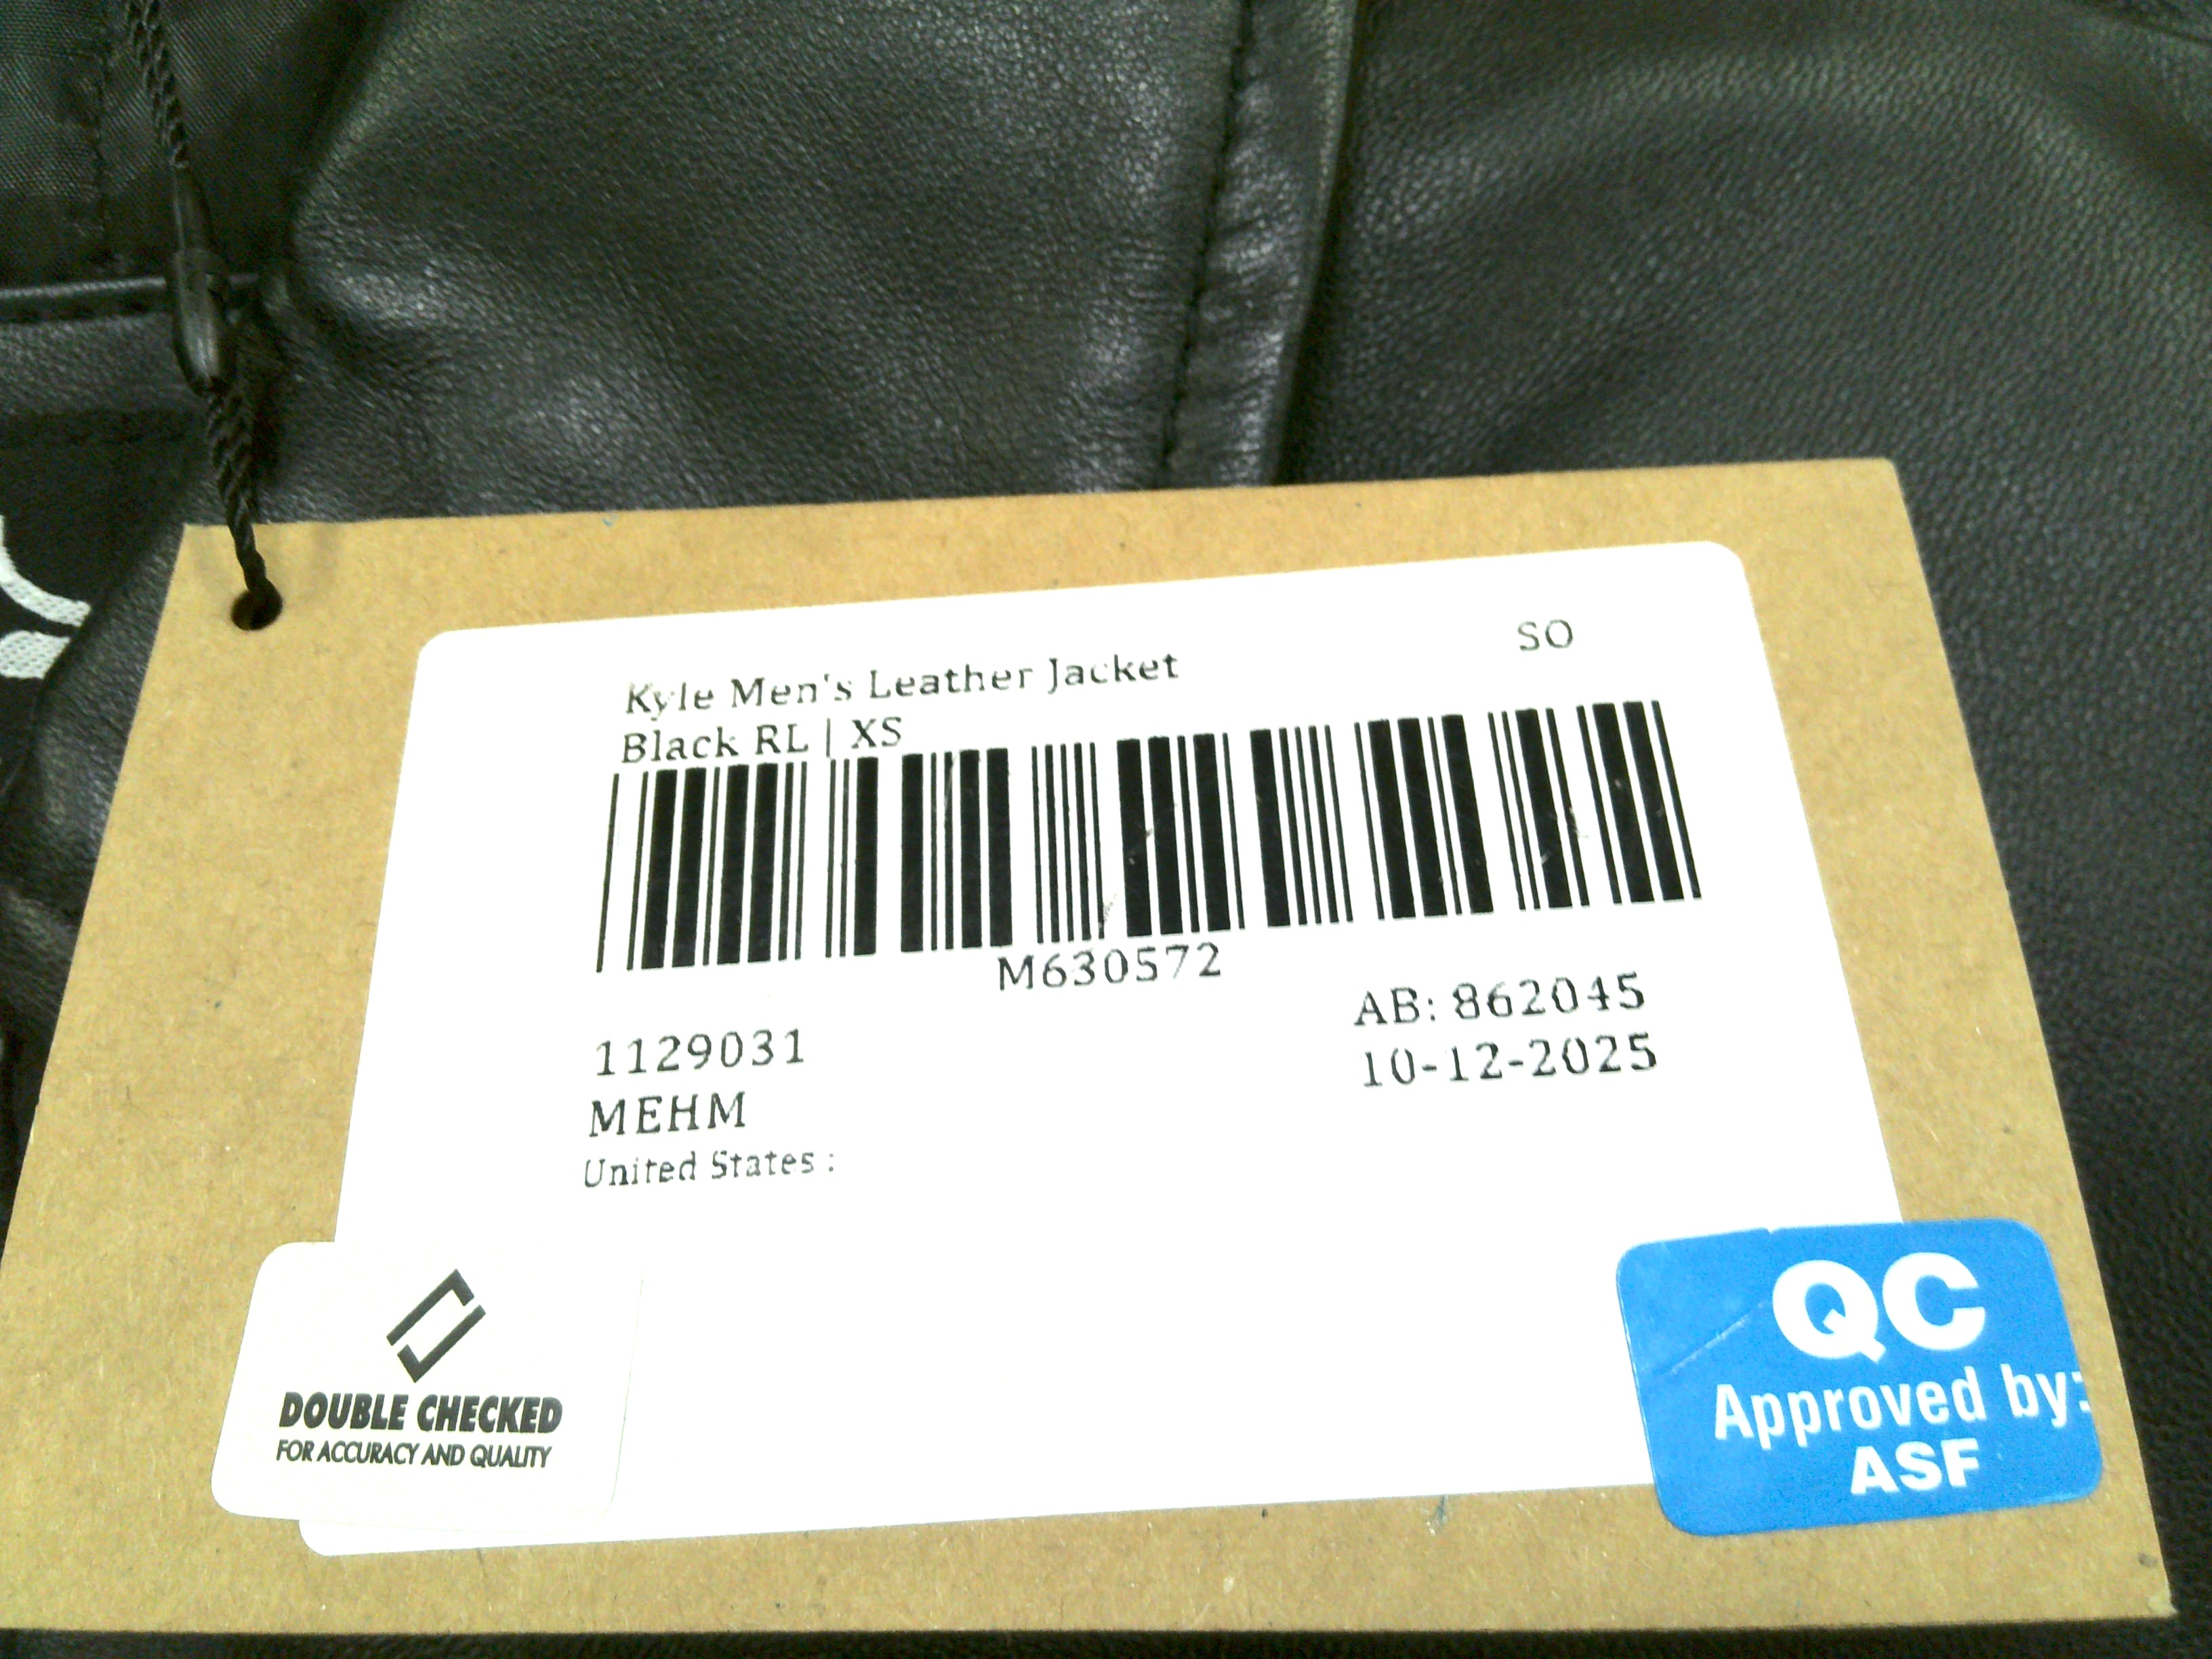 SO
Kyle Men's Leather Jacket
Black RL | XS
M630572
AB: 862045
10-12-2025
1129031
MEHM
United States :
DOUBLE CHECKED
FOR ACCURACY AND QUALITY
QC
Approved by:
ASF